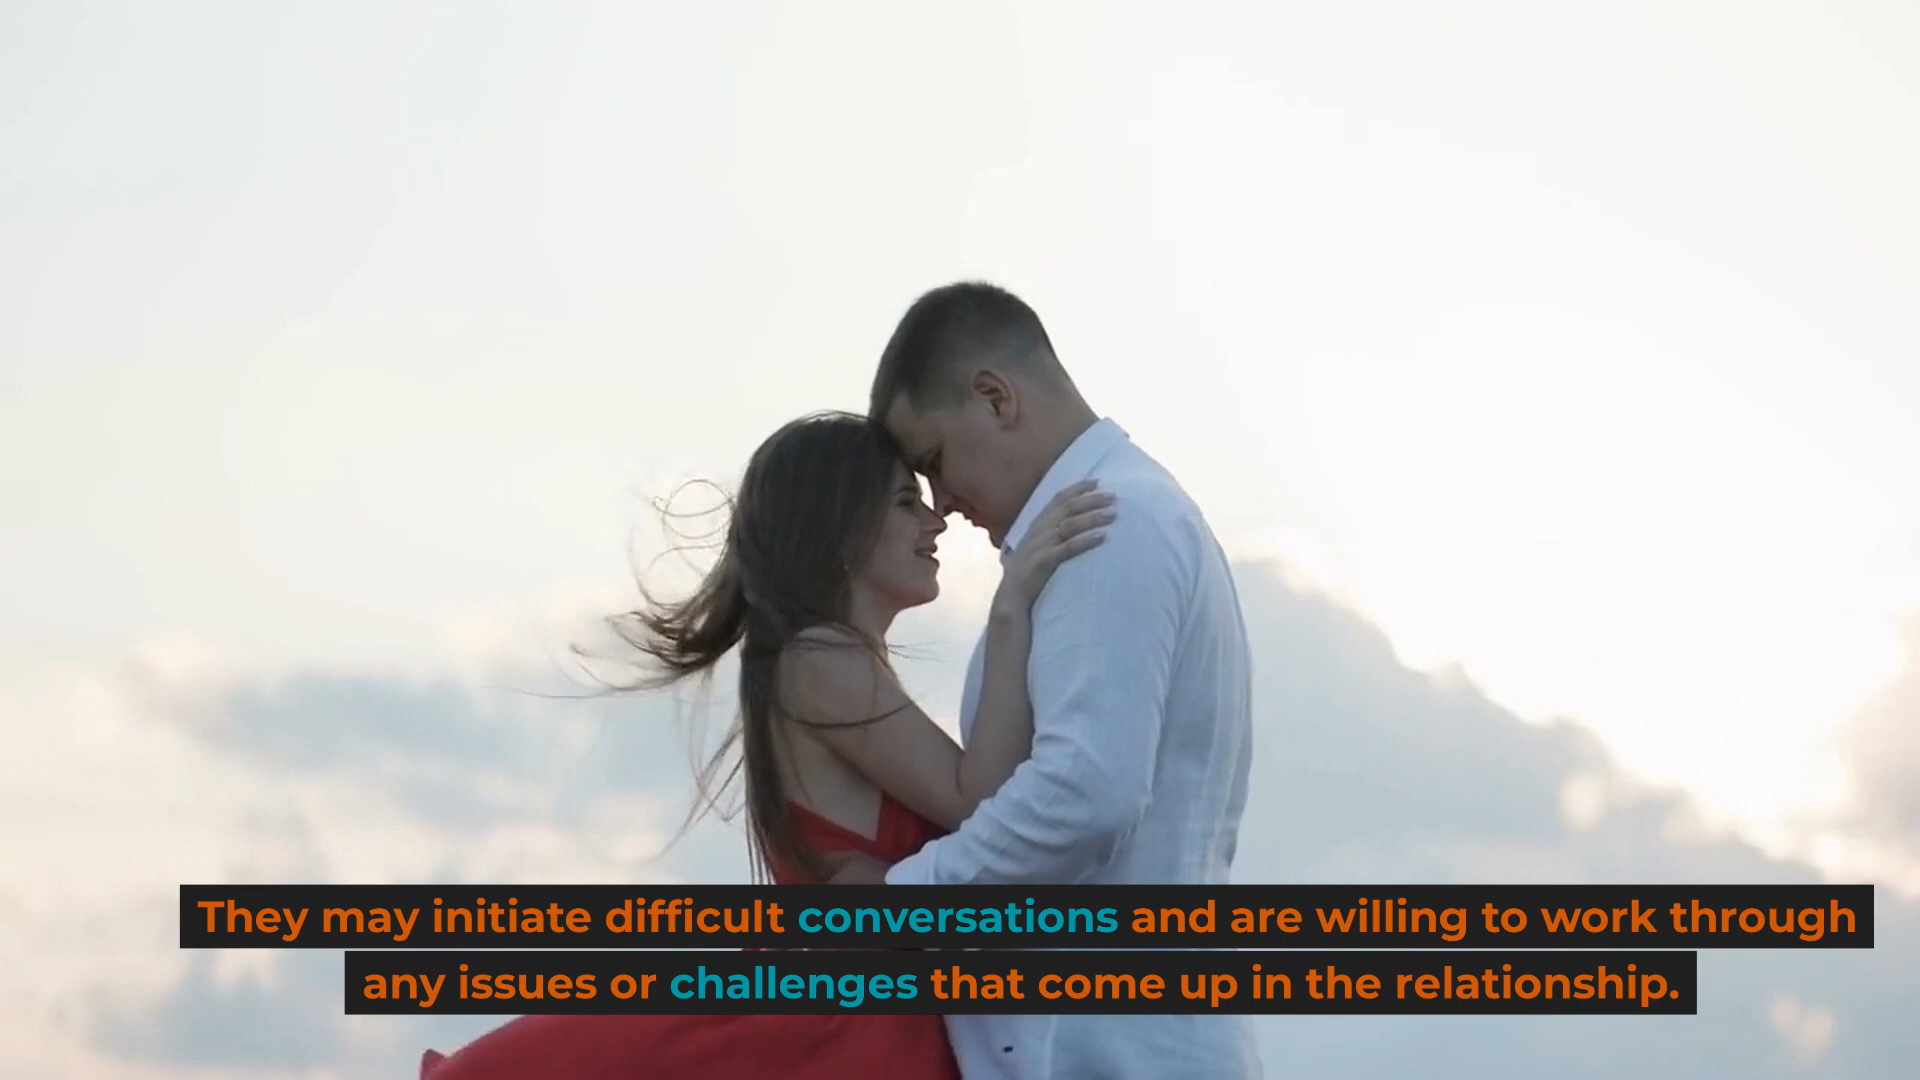 They may initiate difficult conversations and are willing to work through
any issues or challenges that come up in the relationship.